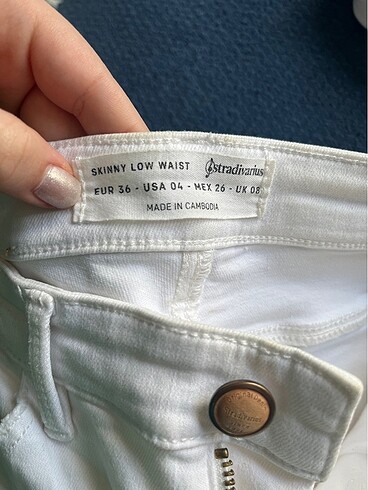 SKINNY LOW WAIST stradivarius
EUR 36 - USA 04 - MEX 26 - UK 08
MADE IN CAMBODIA